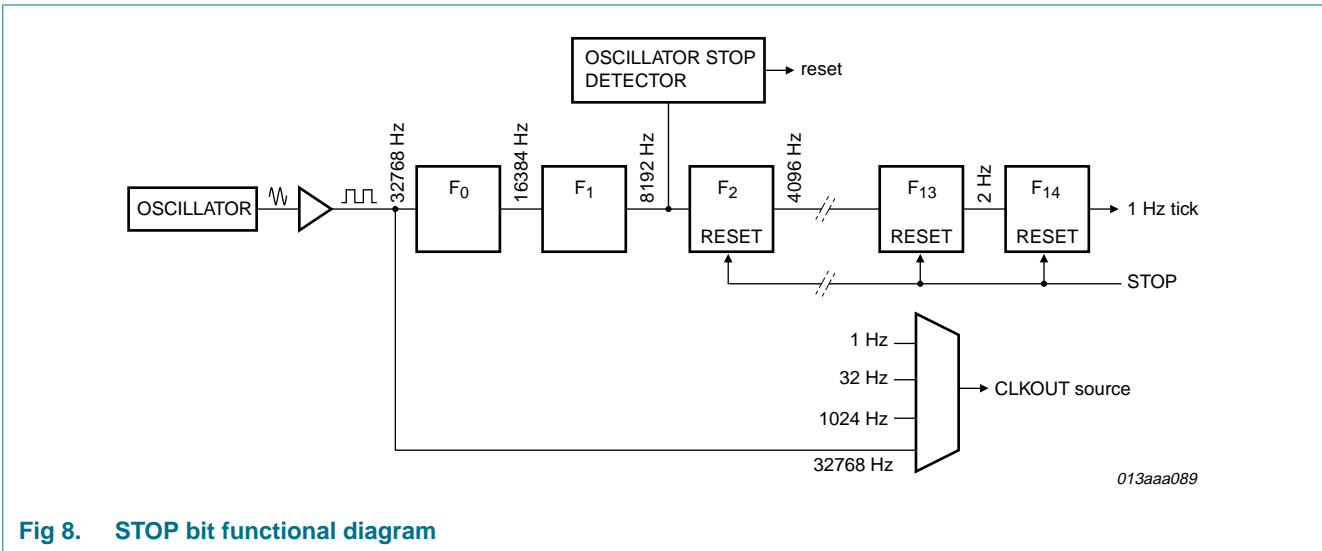 OSCILLATOR STOP
DETECTOR
reset
OSCILLATOR
32768 Hz
F0
16384 Hz
F1
8192 Hz
F2
RESET
4096 Hz
F13
RESET
2 Hz
F14
RESET
1 Hz tick
STOP
1 Hz
32 Hz
1024 Hz
32768 Hz
CLKOUT source
013aaa089
Fig 8. STOP bit functional diagram